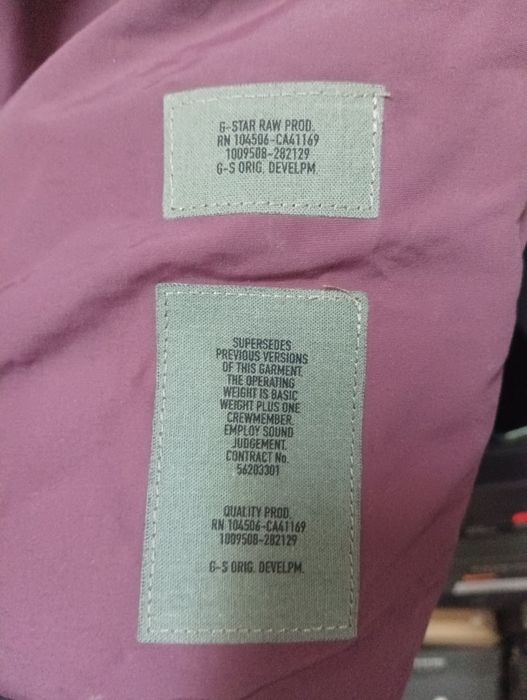 G-STAR RAW PROD.
RN 104506-CA41169
1009508-282129
G-S ORIG. DEVELPM.
SUPERSEDES
PREVIOUS VERSIONS
OF THIS GARMENT.
THE OPERATING
WEIGHT IS BASIC
WEIGHT PLUS ONE
CREWMEMBER.
EMPLOY SOUND
JUDGEMENT.
CONTRACT No.
56203301
QUALITY PROD.
RN 104506-CA41169
1009508-282129
G-S ORIG. DEVELPM.